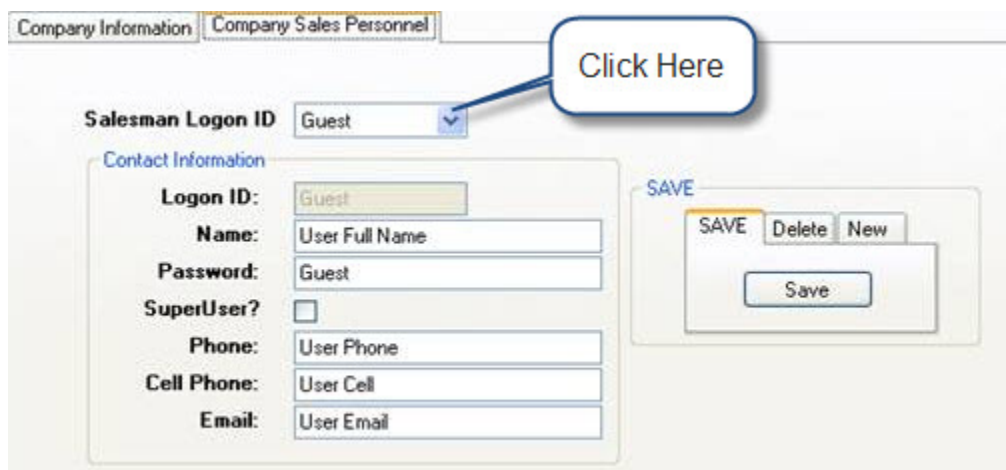 Company Information Company Sales Personnel
Click Here
Salesman Logon ID Guest
Contact Information
Logon ID: Guest
Name: User Full Name
Password: Guest
SuperUser?
Phone: User Phone
Cell Phone: User Cell
Email: User Email
SAVE
SAVE Delete New
Save